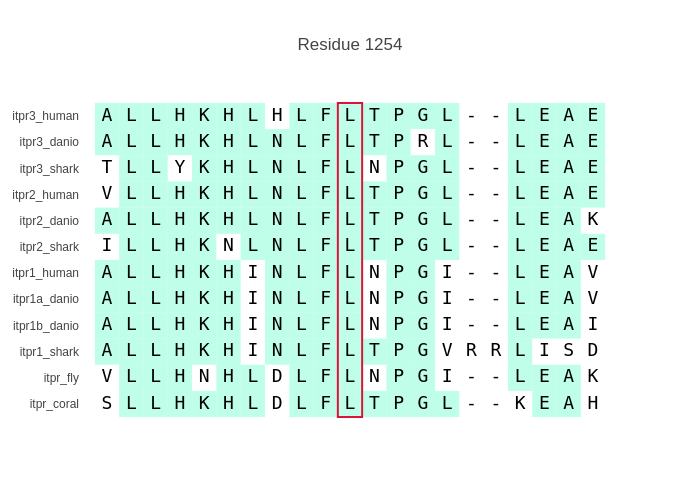 Residue 1254
itpr3_human A L L H K H L H L F L T P G L - - L E A E
itpr3_danio A L L H K H L N L F L T P R L - - L E A E
itpr3_shark T L L Y K H L N L F L N P G L - - L E A E
itpr2_human V L L H K H L N L F L T P G L - - L E A E
itpr2_danio A L L H K H L N L F L T P G L - - L E A K
itpr2_shark I L L H K N L N L F L T P G L - - L E A E
itpr1_human A L L H K H I N L F L N P G I - - L E A V
itpr1a_danio A L L H K H I N L F L N P G I - - L E A V
itpr1b_danio A L L H K H I N L F L N P G I - - L E A I
itpr1_shark A L L H K H I N L F L T P G V R R L I S D
itpr_fly V L L H N H L D L F L N P G I - - L E A K
itpr_coral S L L H K H L D L F L T P G L - - K E A H